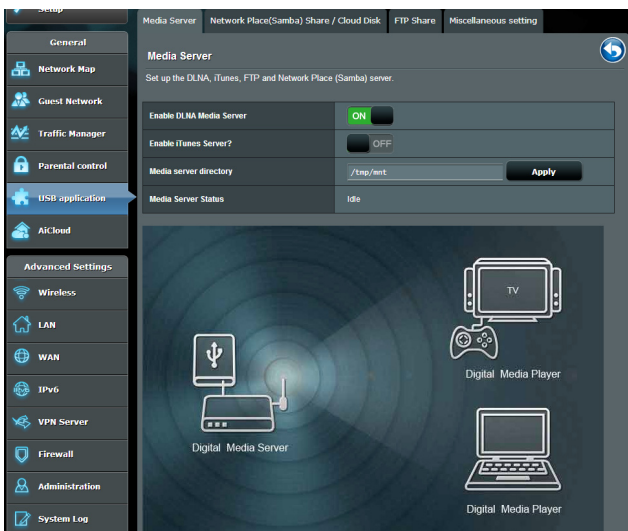 Setup
General
Network Map
Guest Network
Traffic Manager
Parental control
USB application
AiCloud
Advanced Settings
Wireless
LAN
WAN
IPv6
VPN Server
Firewall
Administration
System Log
Media Server
Network Place(Samba) Share / Cloud Disk
FTP Share
Miscellaneous setting
Media Server
Set up the DLNA, iTunes, FTP and Network Place (Samba) server.
Enable DLNA Media Server
ON
Enable iTunes Server?
OFF
Media server directory
/tmp/mnt
Apply
Media Server Status
Idle
TV
Digital Media Player
Digital Media Server
Digital Media Player